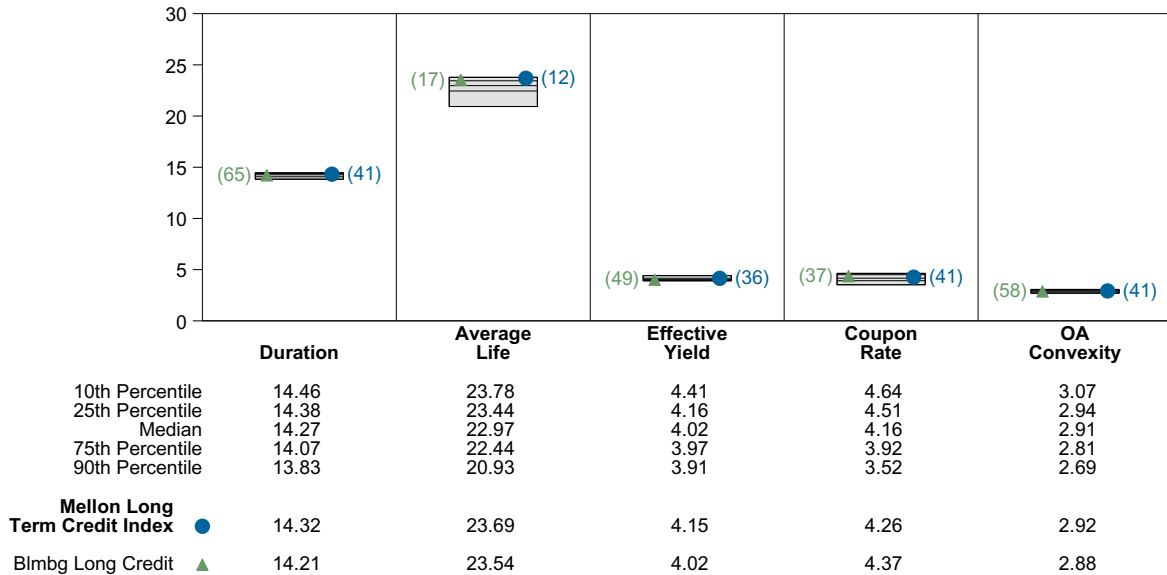 30
25
20
15
10
5
0
(65) (41)
(17) (12)
(49) (36)
(37) (41)
(58) (41)
Duration Average Life Effective Yield Coupon Rate OA Convexity
10th Percentile 14.46 23.78 4.41 4.64 3.07
25th Percentile 14.38 23.44 4.16 4.51 2.94
Median 14.27 22.97 4.02 4.16 2.91
75th Percentile 14.07 22.44 3.97 3.92 2.81
90th Percentile 13.83 20.93 3.91 3.52 2.69
Mellon Long
Term Credit Index 14.32 23.69 4.15 4.26 2.92
Blmbg Long Credit 14.21 23.54 4.02 4.37 2.88